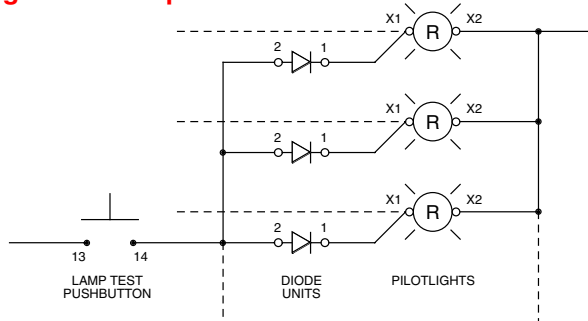 X1 R X2
2 1
X1 R X2
2 1
X1 R X2
2 1
13 14
LAMP TEST
PUSHBUTTON
DIODE
UNITS
PILOTLIGHTS